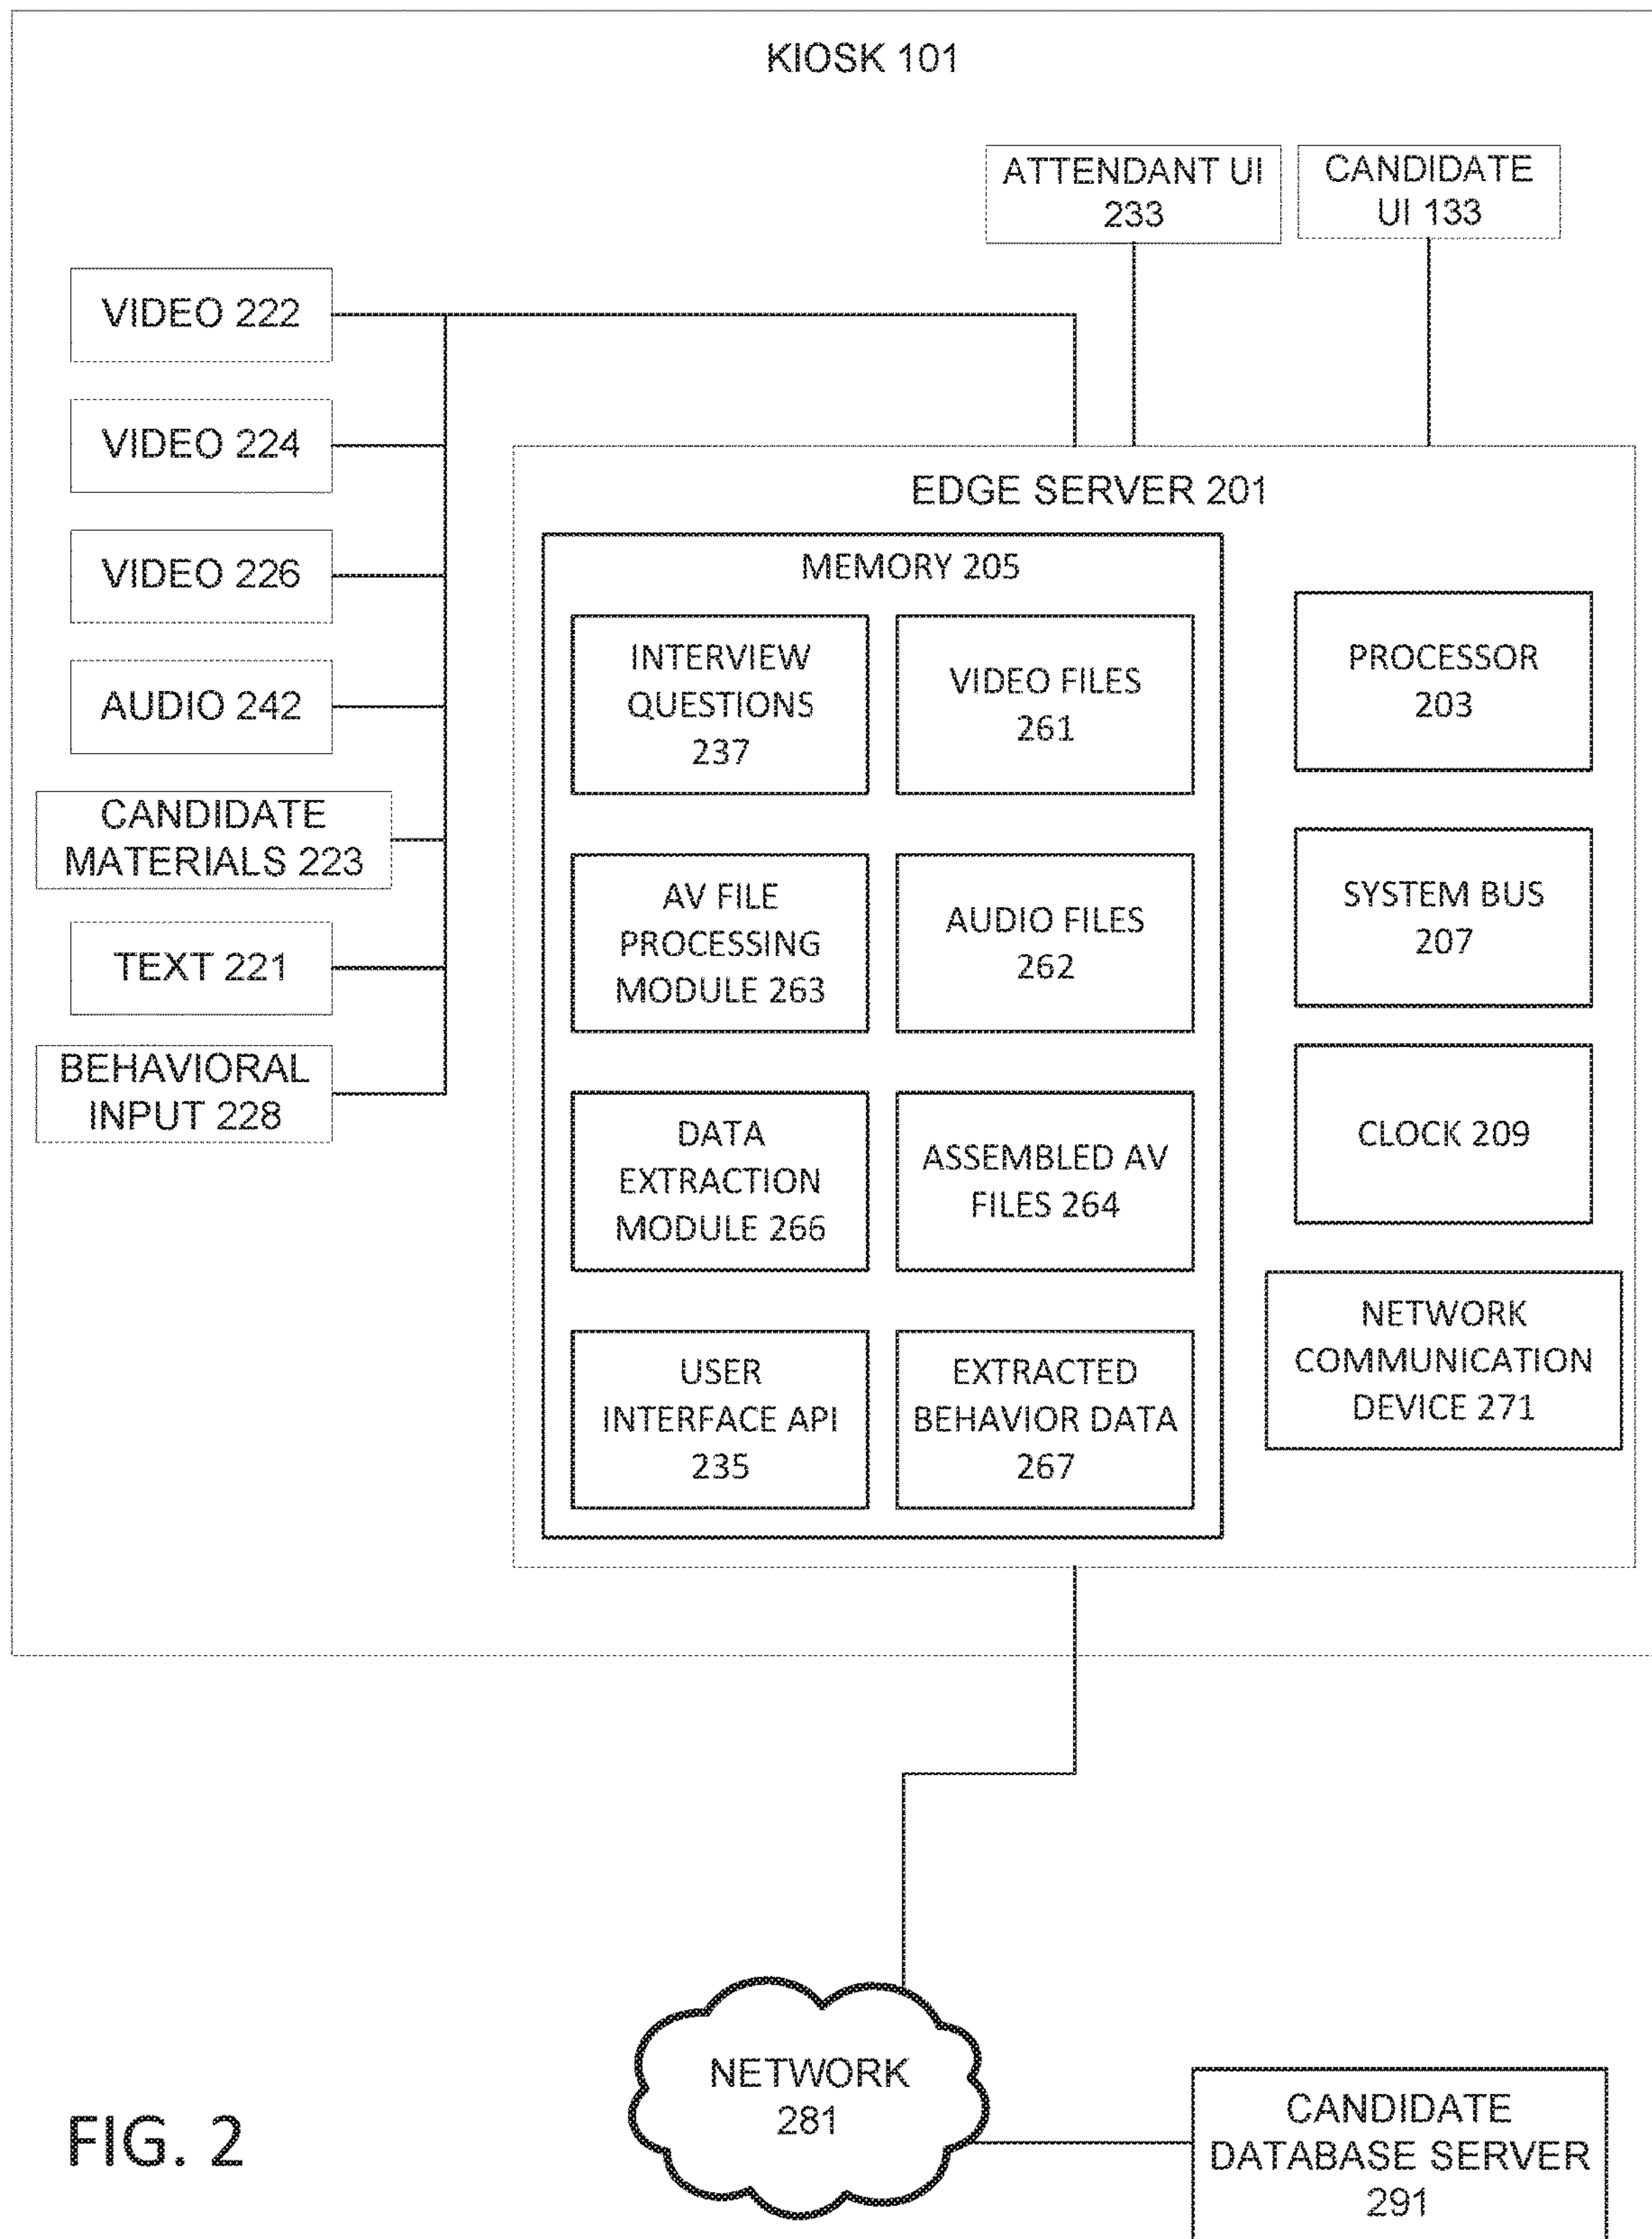 KIOSK 101
ATTENDANT UI
233
CANDIDATE
UI 133
VIDEO 222
VIDEO 224
VIDEO 226
AUDIO 242
CANDIDATE
MATERIALS 223
TEXT 221
BEHAVIORAL
INPUT 228
EDGE SERVER 201
MEMORY 205
INTERVIEW
QUESTIONS
237
VIDEO FILES
261
AV FILE
PROCESSING
MODULE 263
AUDIO FILES
262
DATA
EXTRACTION
MODULE 266
ASSEMBLED AV
FILES 264
USER
INTERFACE API
235
EXTRACTED
BEHAVIOR DATA
267
PROCESSOR
203
SYSTEM BUS
207
CLOCK 209
NETWORK
COMMUNICATION
DEVICE 271
NETWORK
281
CANDIDATE
DATABASE SERVER
291
FIG. 2